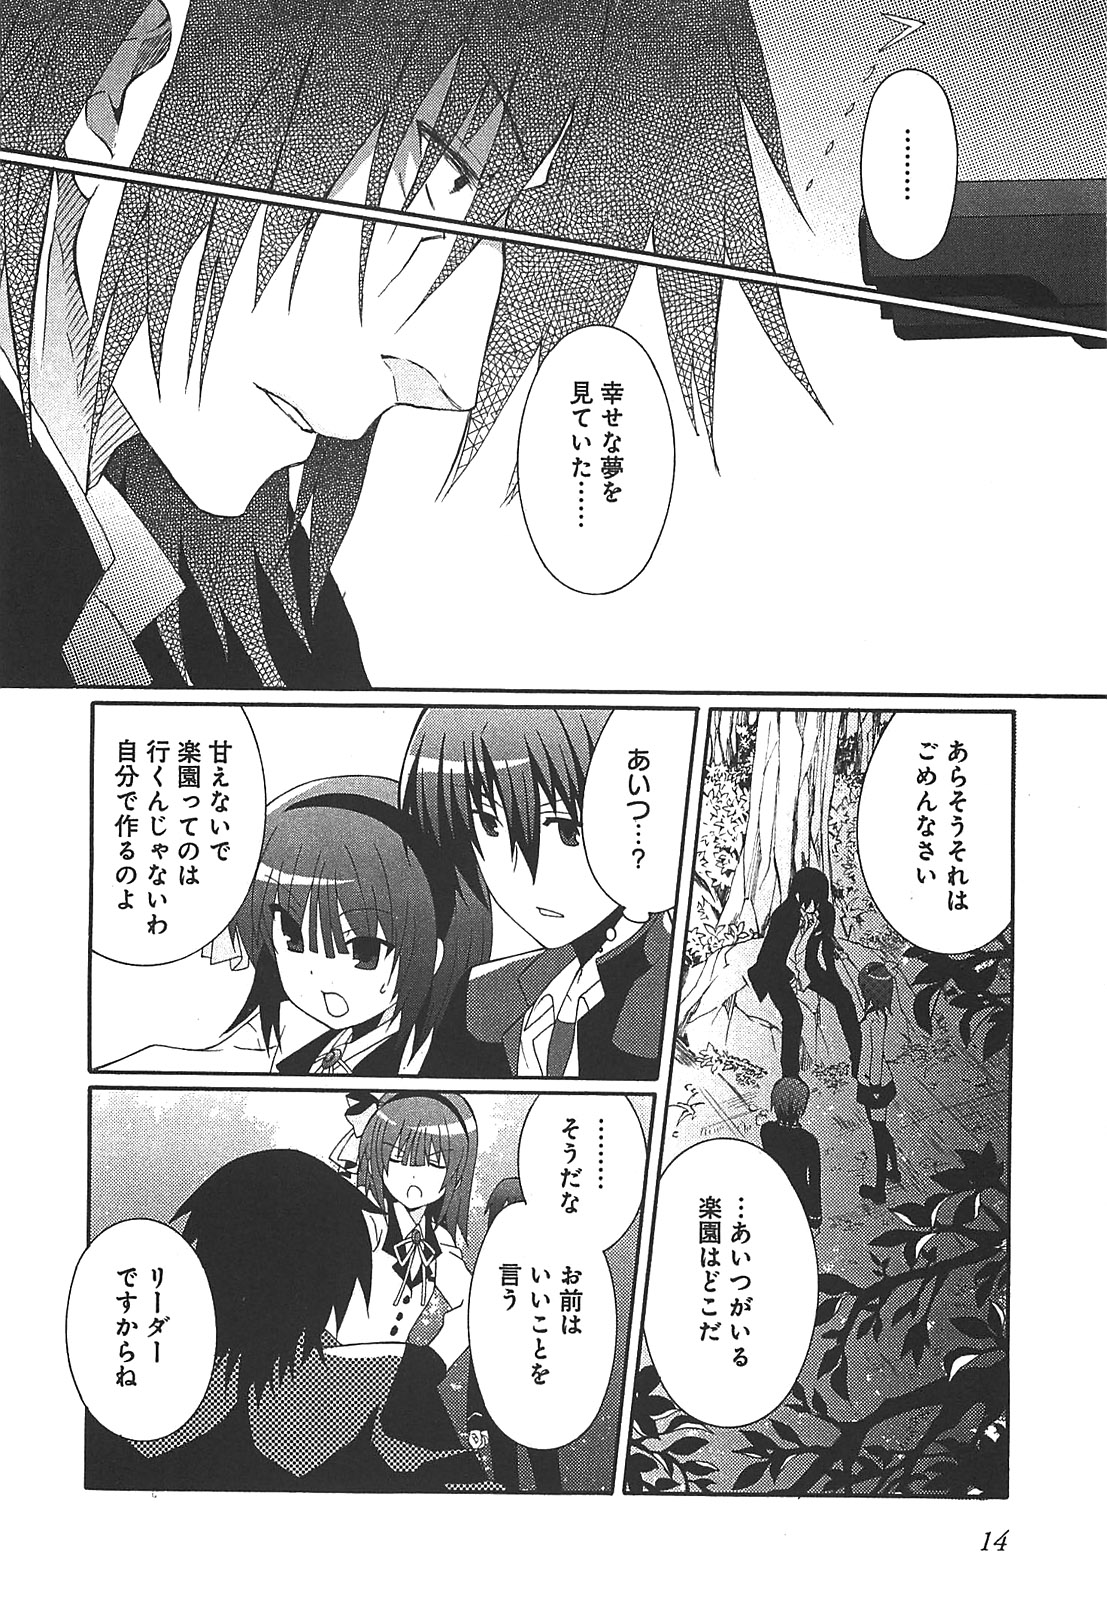 ………
幸せな夢を
見ていた……
あらそうそれは
ごめんなさい
…あいつがいる
楽園はどこだ
あいつ…?
甘えないで
楽園ってのは
行くんじゃないわ
自分で作るのよ
………
そうだな
お前は
いいことを
言う
リーダー
ですからね
14